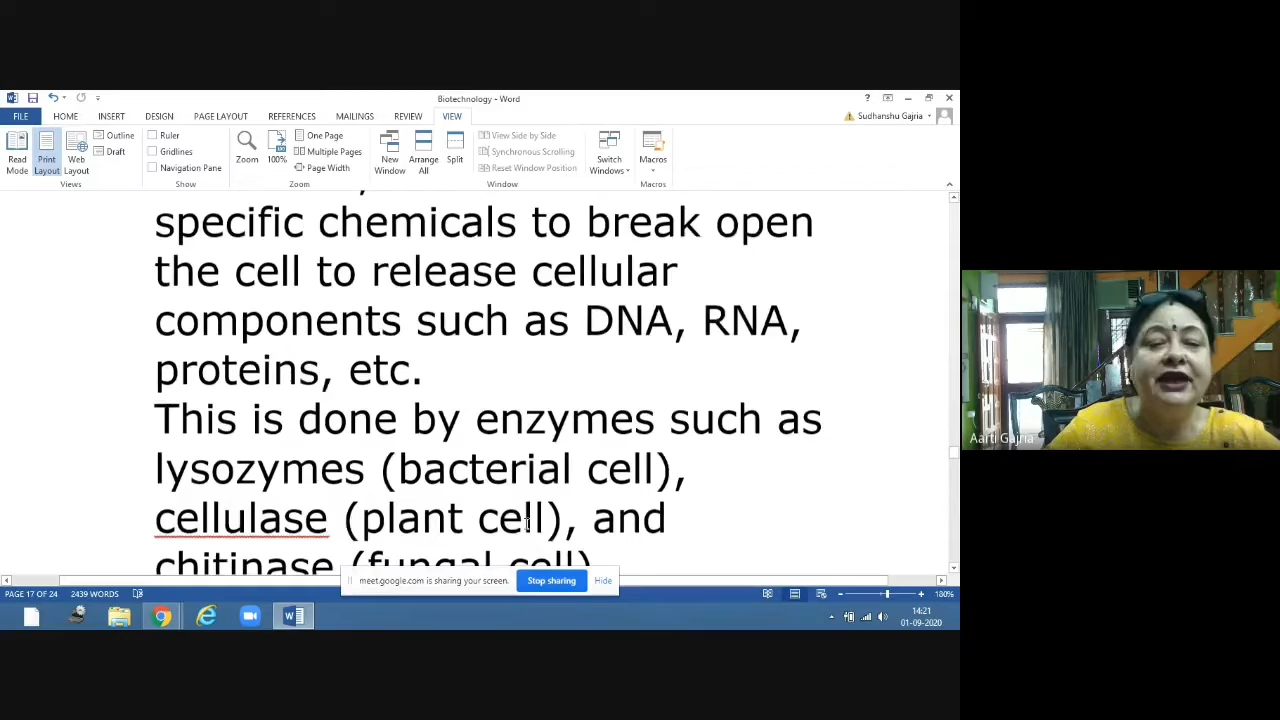 Biotechnology - Word
Sudhanshu Gajria
FILE HOME INSERT DESIGN PAGE LAYOUT REFERENCES MAILINGS REVIEW VIEW
Read Mode
Print Layout
Web Layout
Outline
Draft
Views
Ruler
Gridlines
Navigation Pane
Show
Zoom
100%
One Page
Multiple Pages
Page Width
Zoom
New Window
Arrange All
Split
View Side by Side
Synchronous Scrolling
Reset Window Position
Window
Switch Windows
Macros
Macros
specific chemicals to break open
the cell to release cellular
components such as DNA, RNA,
proteins, etc.
This is done by enzymes such as
lysozymes (bacterial cell),
cellulase (plant cell), and
chitinase (fungal cell)
meet.google.com is sharing your screen. Stop sharing Hide
PAGE 17 OF 24 2439 WORDS 180%
14:21
01-09-2020
Aarti Gajria